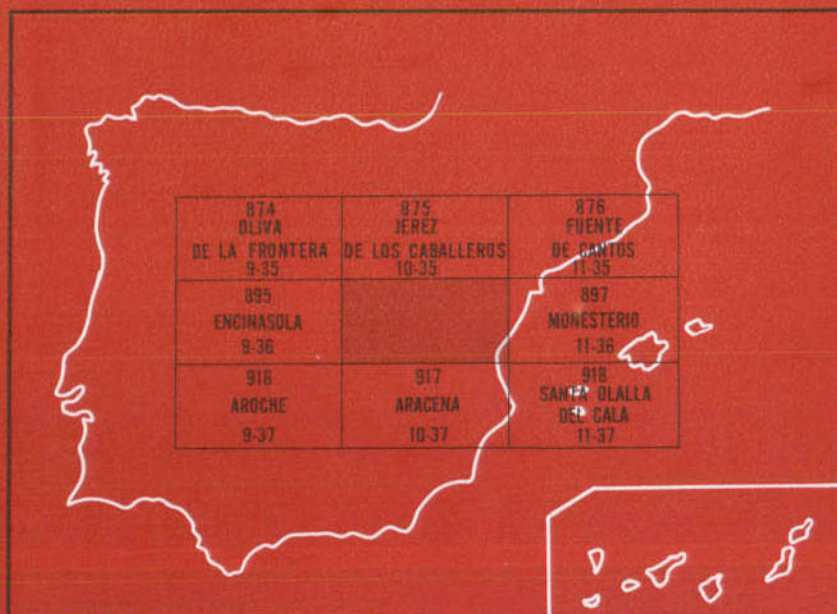 874
OLIVA
DE LA FRONTERA
9-35
875
JEREZ
DE LOS CABALLEROS
10-35
876
FUENTE
DE CANTOS
11-35
895
ENCINASOLA
9-36
897
MONESTERIO
11-36
916
AROCHE
9-37
917
ARACENA
10-37
918
SANTA OLALLA
DEL CALA
11-37